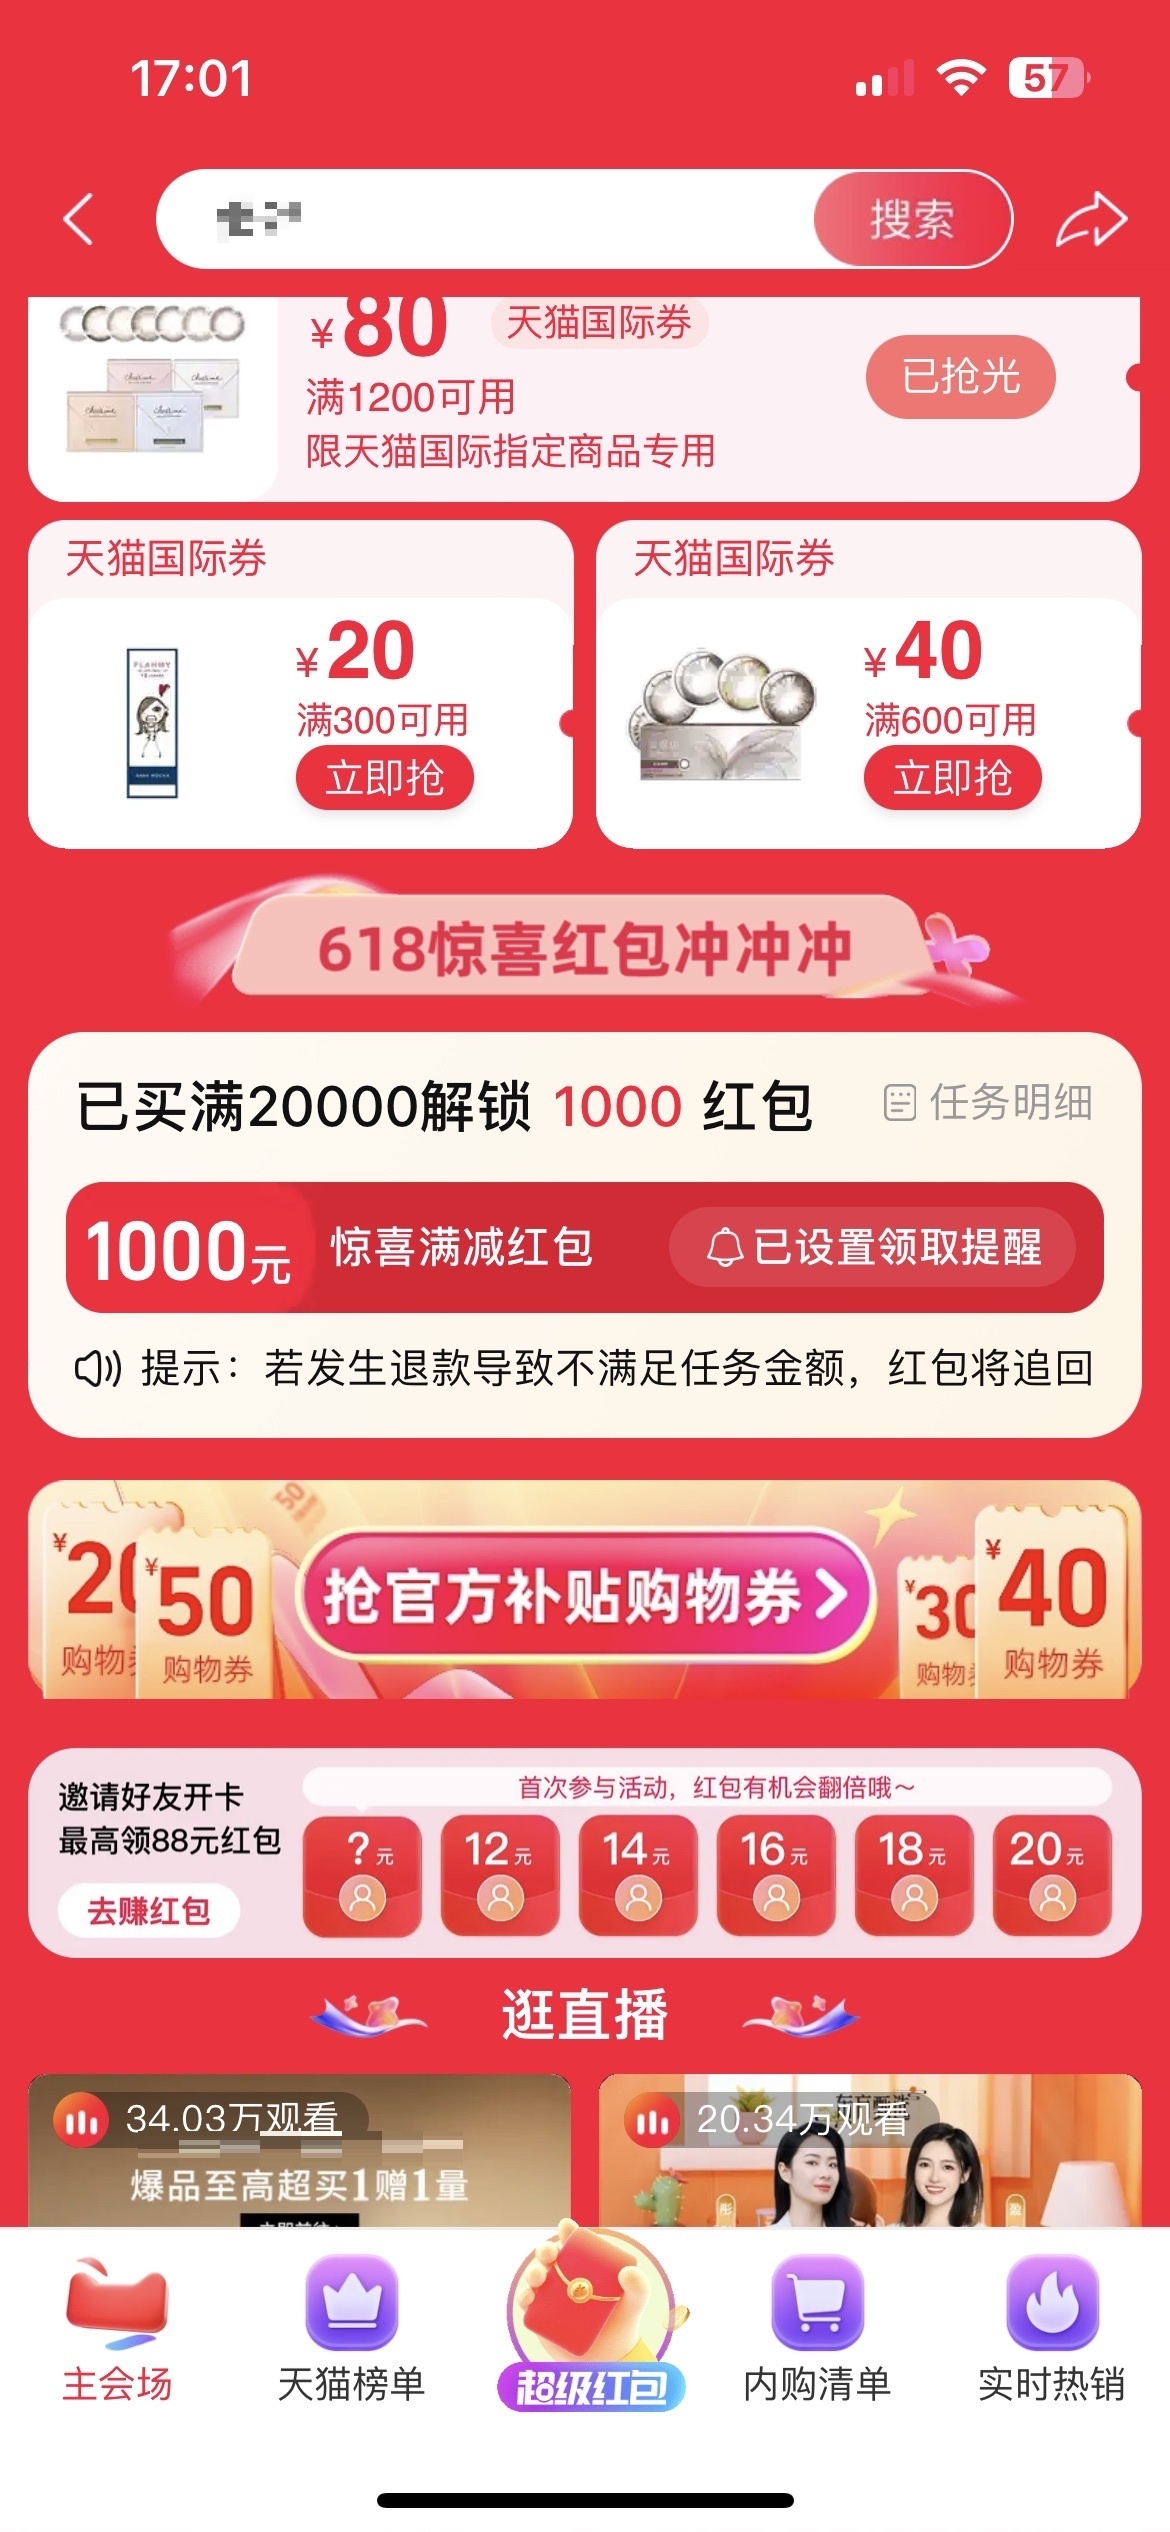 17:01
57
搜索
¥80 天猫国际券
满1200可用
限天猫国际指定商品专用
已抢光
天猫国际券
¥20
满300可用
立即抢
天猫国际券
¥40
满600可用
立即抢
618惊喜红包冲冲冲
已买满20000解锁 1000 红包
任务明细
1000元 惊喜满减红包
已设置领取提醒
提示：若发生退款导致不满足任务金额，红包将追回
¥20
购物
¥50
购物券
抢官方补贴购物券
¥30
购物
¥40
购物券
邀请好友开卡
最高领88元红包
去赚红包
首次参与活动，红包有机会翻倍哦～
?元
12元
14元
16元
18元
20元
逛直播
34.03万观看
爆品至高超买1赠1量
20.34万观看
主会场
天猫榜单
超级红包
内购清单
实时热销